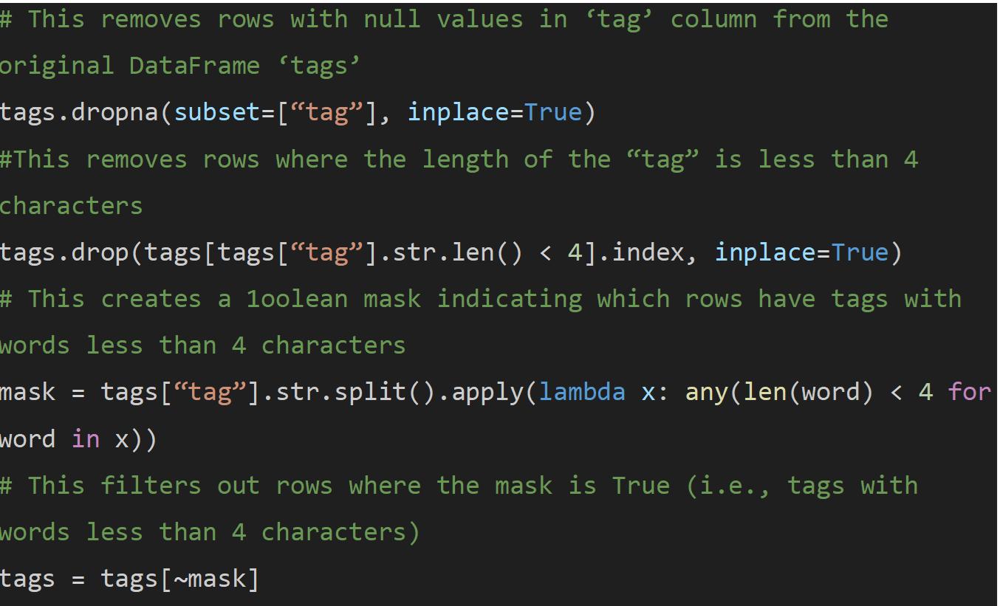 # This removes rows with null values in ‘tag’ column from the
original DataFrame ‘tags’
tags.dropna(subset=[“tag”], inplace=True)
#This removes rows where the length of the “tag” is less than 4
characters
tags.drop(tags[tags[“tag”].str.len() < 4].index, inplace=True)
# This creates a 1oolean mask indicating which rows have tags with
words less than 4 characters
mask = tags[“tag”].str.split().apply(lambda x: any(len(word) < 4 for
word in x))
# This filters out rows where the mask is True (i.e., tags with
words less than 4 characters)
tags = tags[~mask]